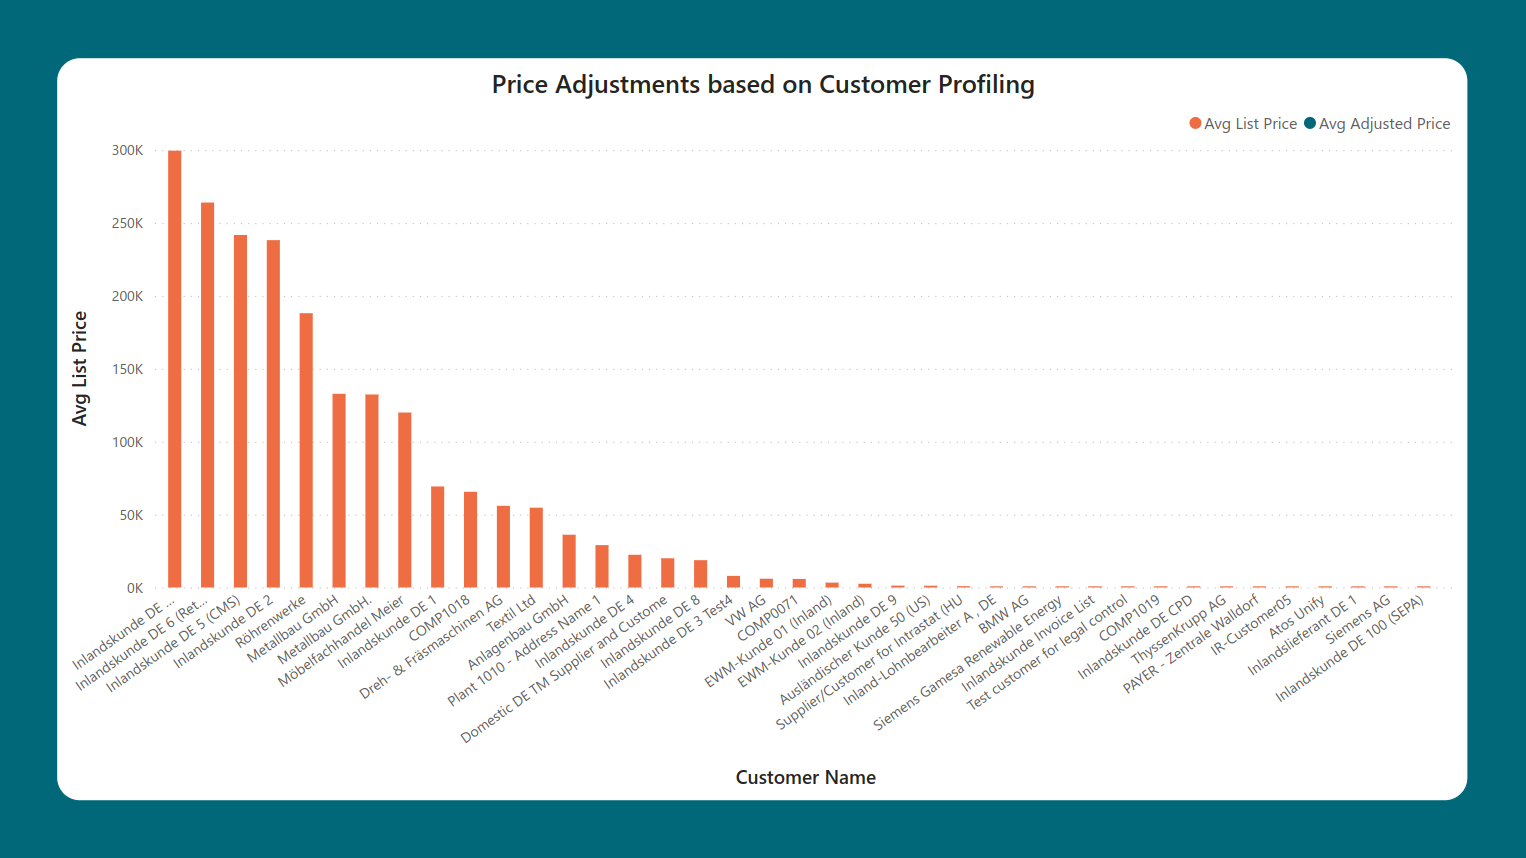 Price Adjustments based on Customer Profiling
Avg List Price Avg Adjusted Price
Avg List Price
300K
250K
200K
150K
100K
50K
0K
Inlandskunde DE ...
Inlandskunde DE 6 (Ret...
Inlandskunde DE 5 (CMS)
Inlandskunde DE 2
Röhrenwerke
Metallbau GmbH
Metallbau GmbH.
Möbelfachhandel Meier
Inlandskunde DE 1
COMP1018
Dreh- & Fräsmaschinen AG
Textil Ltd
Anlagenbau GmbH
Plant 1010 - Address Name 1
Inlandskunde DE 4
Domestic DE TM Supplier and Custome
Inlandskunde DE 8
Inlandskunde DE 3 Test4
VW AG
COMP0071
EWM-Kunde 01 (Inland)
EWM-Kunde 02 (Inland)
Inlandskunde DE 9
Ausländischer Kunde 50 (US)
Supplier/Customer for Intrastat (HU
Inland-Lohnbearbeiter A , DE
BMW AG
Siemens Gamesa Renewable Energy
Inlandskunde Invoice List
Test customer for legal control
COMP1019
Inlandskunde DE CPD
ThyssenKrupp AG
PAYER - Zentrale Walldorf
IR-Customer05
Atos Unify
Inlandslieferant DE 1
Siemens AG
Inlandskunde DE 100 (SEPA)
Customer Name